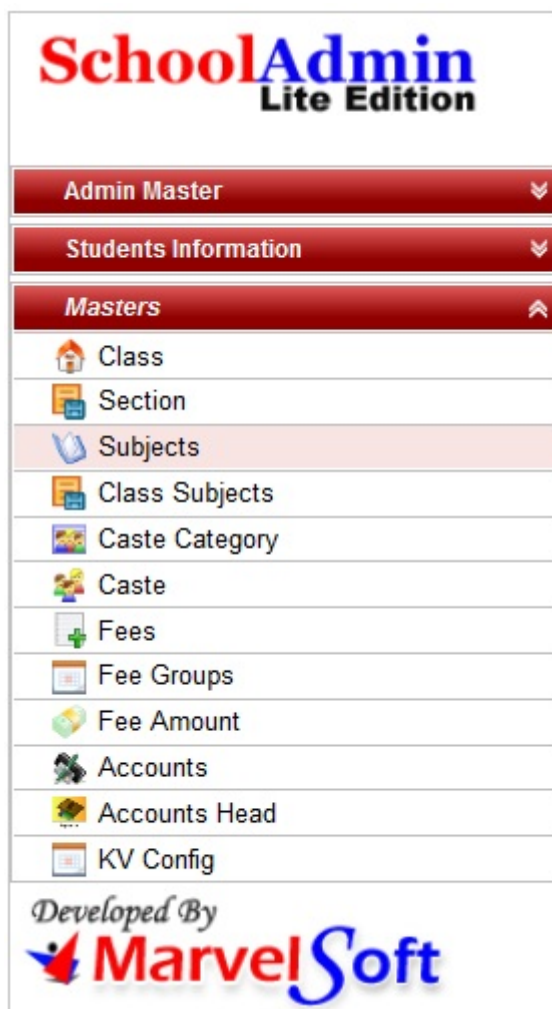 SchoolAdmin
Lite Edition
Admin Master
Students Information
Masters
Class
Section
Subjects
Class Subjects
Caste Category
Caste
Fees
Fee Groups
Fee Amount
Accounts
Accounts Head
KV Config
Developed By
MarvelSoft